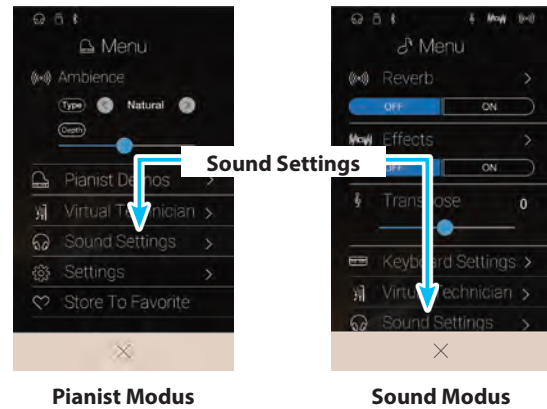 Menu
Ambience
Type Natural
Depth
Pianist Demos
Virtual Technician
Sound Settings
Settings
Store To Favorite
Pianist Modus
Sound Settings
Menu
Reverb
OFF ON
Effects
OFF ON
Transpose 0
Keyboard Settings
Virtual Technician
Sound Settings
Sound Modus